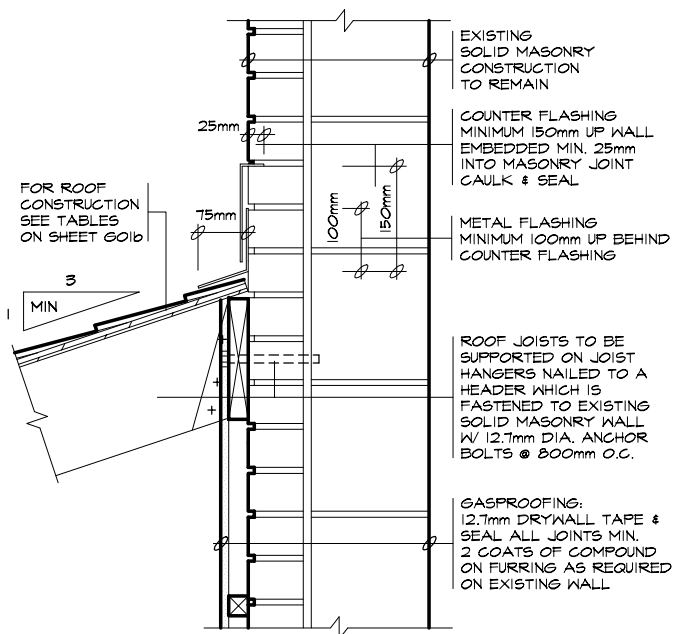 EXISTING
SOLID MASONRY
CONSTRUCTION
TO REMAIN
COUNTER FLASHING
MINIMUM 150mm UP WALL
EMBEDDED MIN. 25mm
INTO MASONRY JOINT
CAULK & SEAL
25mm
FOR ROOF
CONSTRUCTION
SEE TABLES
ON SHEET G01b
75mm
100mm
150mm
METAL FLASHING
MINIMUM 100mm UP BEHIND
COUNTER FLASHING
3
MIN
1
ROOF JOISTS TO BE
SUPPORTED ON JOIST
HANGERS NAILED TO A
HEADER WHICH IS
FASTENED TO EXISTING
SOLID MASONRY WALL
W/ 12.7mm DIA. ANCHOR
BOLTS @ 800mm O.C.
GASPROOFING:
12.7mm DRYWALL TAPE &
SEAL ALL JOINTS MIN.
2 COATS OF COMPOUND
ON FURRING AS REQUIRED
ON EXISTING WALL